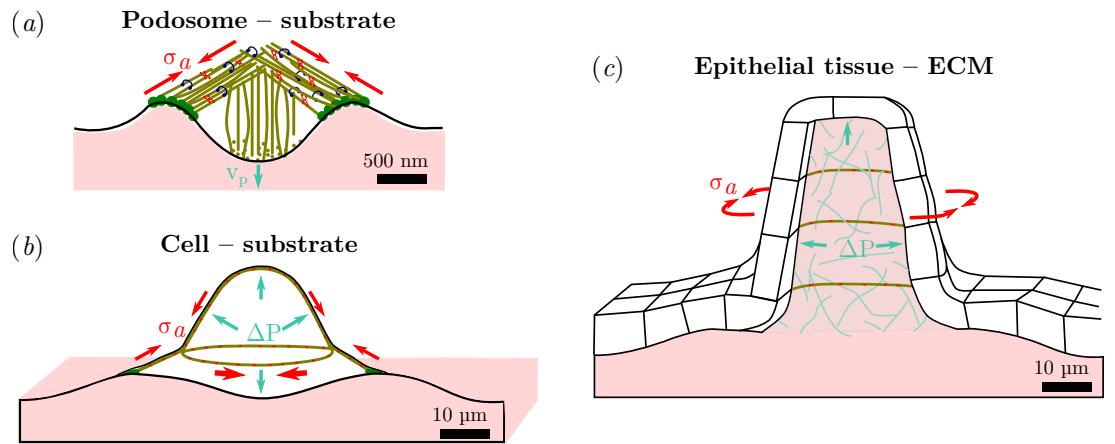 (a) Podosome – substrate
σa
vp
500 nm
(b) Cell – substrate
ΔP
σa
10 µm
(c) Epithelial tissue – ECM
σa
ΔP
10 µm